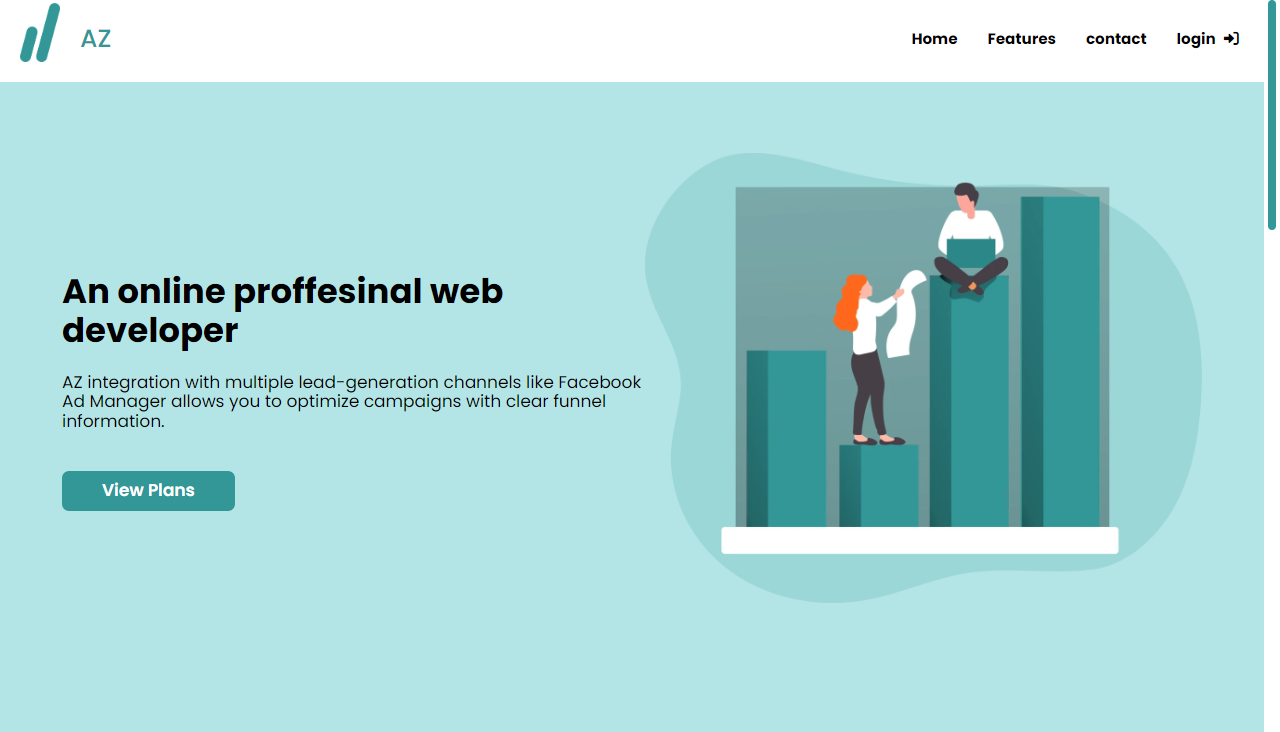 AZ
Home Features contact login
An online proffesinal web
developer
AZ integration with multiple lead-generation channels like Facebook
Ad Manager allows you to optimize campaigns with clear funnel
information.
View Plans